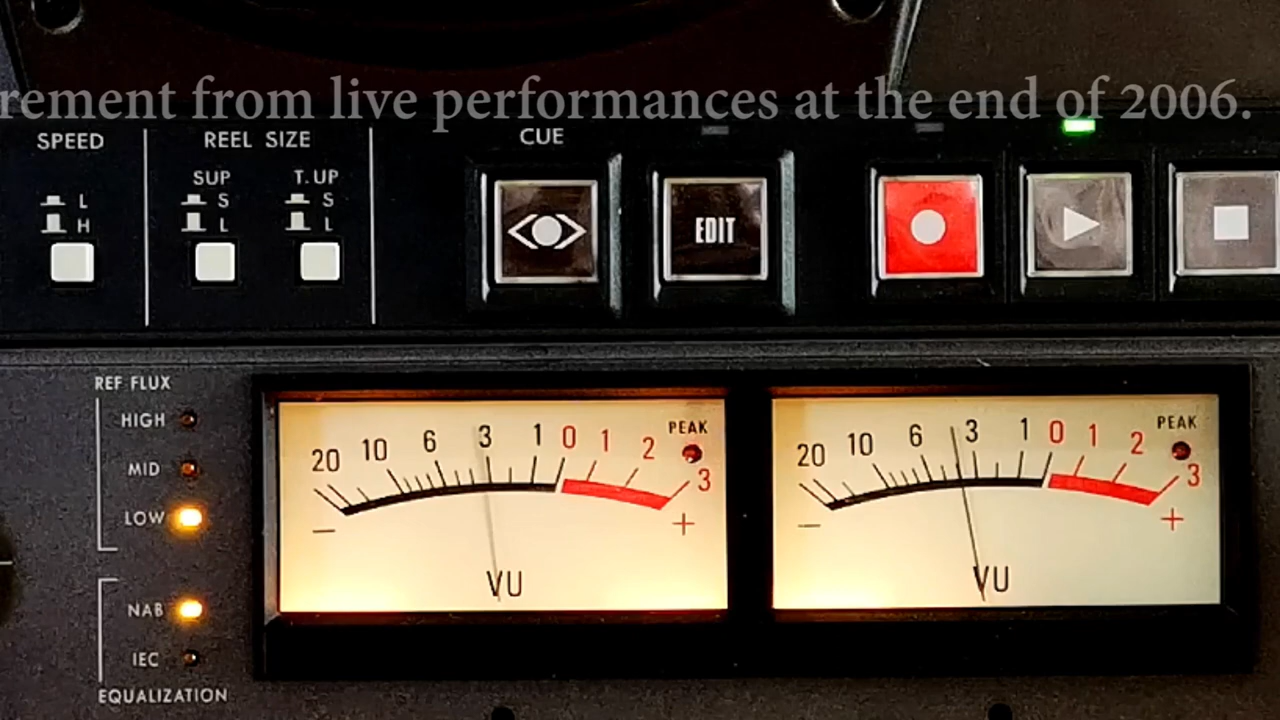 rement from live performances at the end of 2006.
SPEED
REEL SIZE
CUE
SUP
T.UP
L
S
S
H
L
L
EDIT
REF FLUX
HIGH
MID
LOW
NAB
IEC
EQUALIZATION
20 10 6 3 1 0 1 2 3
PEAK
− +
VU
20 10 6 3 1 0 1 2 3
PEAK
− +
VU